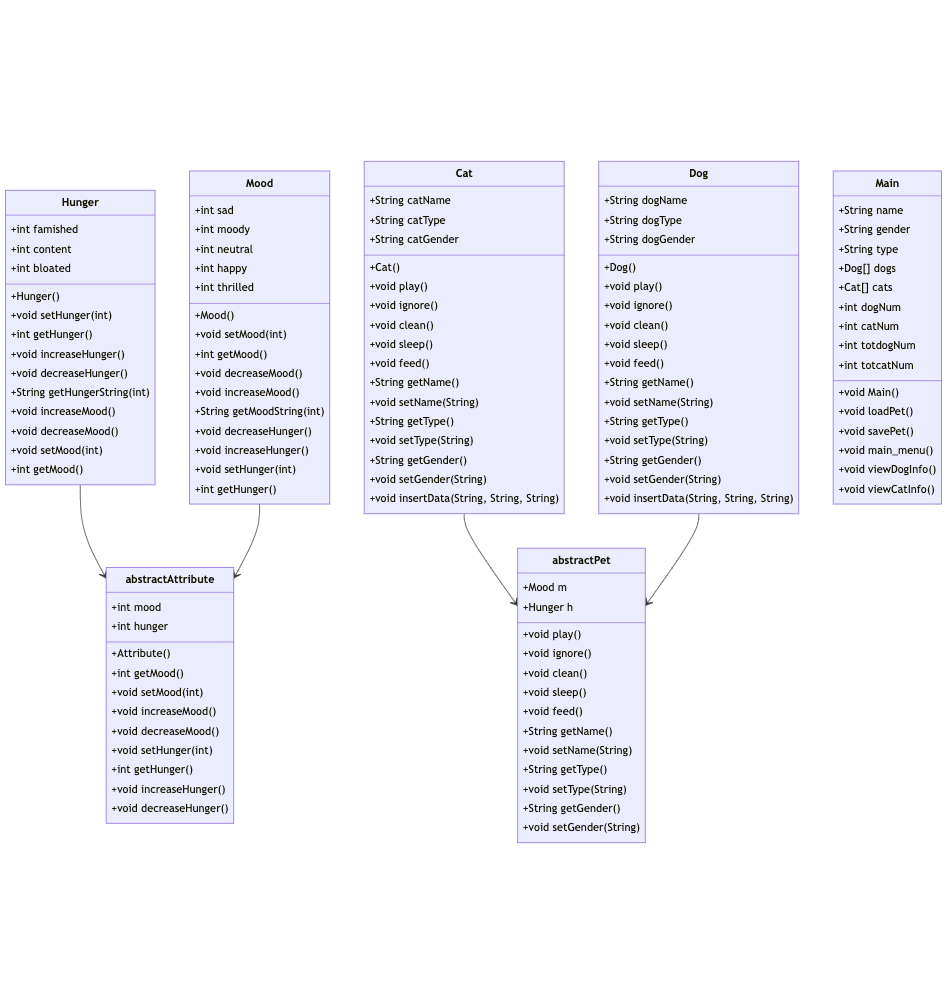 Hunger
+int famished
+int content
+int bloated
+Hunger()
+void setHunger(int)
+int getHunger()
+void increaseHunger()
+void decreaseHunger()
+String getHungerString(int)
+void increaseMood()
+void decreaseMood()
+void setMood(int)
+int getMood()
Mood
+int sad
+int moody
+int neutral
+int happy
+int thrilled
+Mood()
+void setMood(int)
+int getMood()
+void decreaseMood()
+void increaseMood()
+String getMoodString(int)
+void decreaseHunger()
+void increaseHunger()
+void setHunger(int)
+int getHunger()
Cat
+String catName
+String catType
+String catGender
+Cat()
+void play()
+void ignore()
+void clean()
+void sleep()
+void feed()
+String getName()
+void setName(String)
+String getType()
+void setType(String)
+String getGender()
+void setGender(String)
+void insertData(String, String, String)
Dog
+String dogName
+String dogType
+String dogGender
+Dog()
+void play()
+void ignore()
+void clean()
+void sleep()
+void feed()
+String getName()
+void setName(String)
+String getType()
+void setType(String)
+String getGender()
+void setGender(String)
+void insertData(String, String, String)
Main
+String name
+String gender
+String type
+Dog[] dogs
+Cat[] cats
+int dogNum
+int catNum
+int totdogNum
+int totcatNum
+void Main()
+void loadPet()
+void savePet()
+void main_menu()
+void viewDogInfo()
+void viewCatInfo()
abstractAttribute
+int mood
+int hunger
+Attribute()
+int getMood()
+void setMood(int)
+void increaseMood()
+void decreaseMood()
+void setHunger(int)
+int getHunger()
+void increaseHunger()
+void decreaseHunger()
abstractPet
+Mood m
+Hunger h
+void play()
+void ignore()
+void clean()
+void sleep()
+void feed()
+String getName()
+void setName(String)
+String getType()
+void setType(String)
+String getGender()
+void setGender(String)